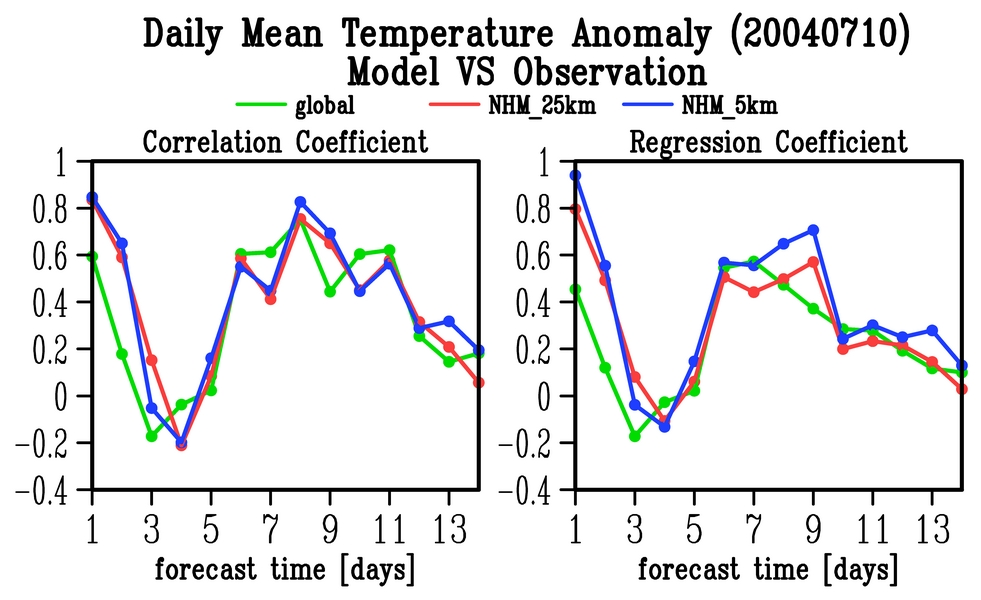 Daily Mean Temperature Anomaly (20040710)
Model VS Observation
global NHM_25km NHM_5km
Correlation Coefficient
1
0.8
0.6
0.4
0.2
0
-0.2
-0.4
1 3 5 7 9 11 13
forecast time [days]
Regression Coefficient
1
0.8
0.6
0.4
0.2
0
-0.2
-0.4
1 3 5 7 9 11 13
forecast time [days]